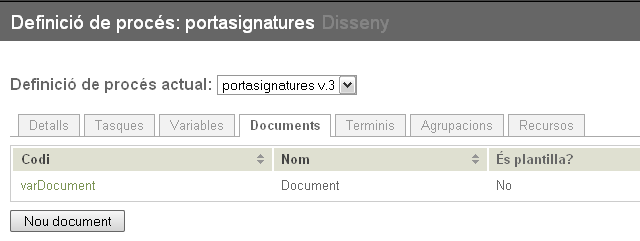 Definició de procés: portasignatures Disseny
Definició de procés actual: portasignatures v.3
Detalls Tasques Variables Documents Terminis Agrupacions Recursos
Codi Nom És plantilla?
varDocument Document No
Nou document